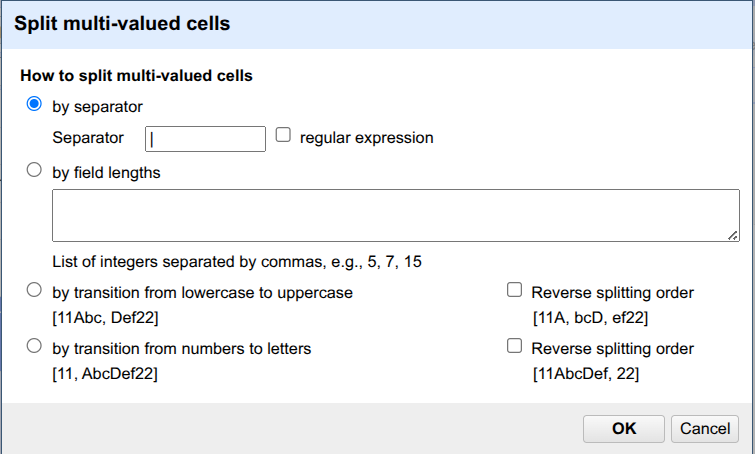 Split multi-valued cells
How to split multi-valued cells
by separator
Separator | regular expression
by field lengths
List of integers separated by commas, e.g., 5, 7, 15
by transition from lowercase to uppercase Reverse splitting order
[11Abc, Def22] [11A, bcD, ef22]
by transition from numbers to letters Reverse splitting order
[11, AbcDef22] [11AbcDef, 22]
OK Cancel